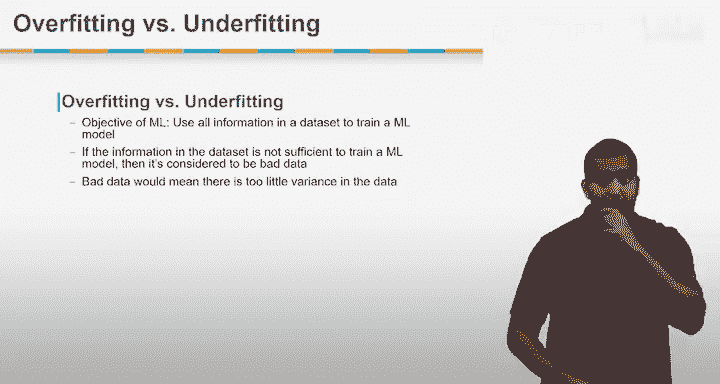 Overfitting vs. Underfitting
Overfitting vs. Underfitting
– Objective of ML: Use all information in a dataset to train a ML
model
– If the information in the dataset is not sufficient to train a ML
model, then it's considered to be bad data
– Bad data would mean there is too little variance in the data